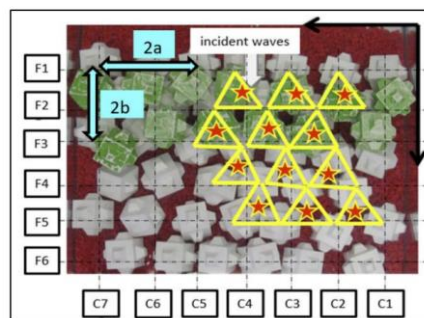 incident waves
2a
2b
F1
F2
F3
F4
F5
F6
C7 C6 C5 C4 C3 C2 C1